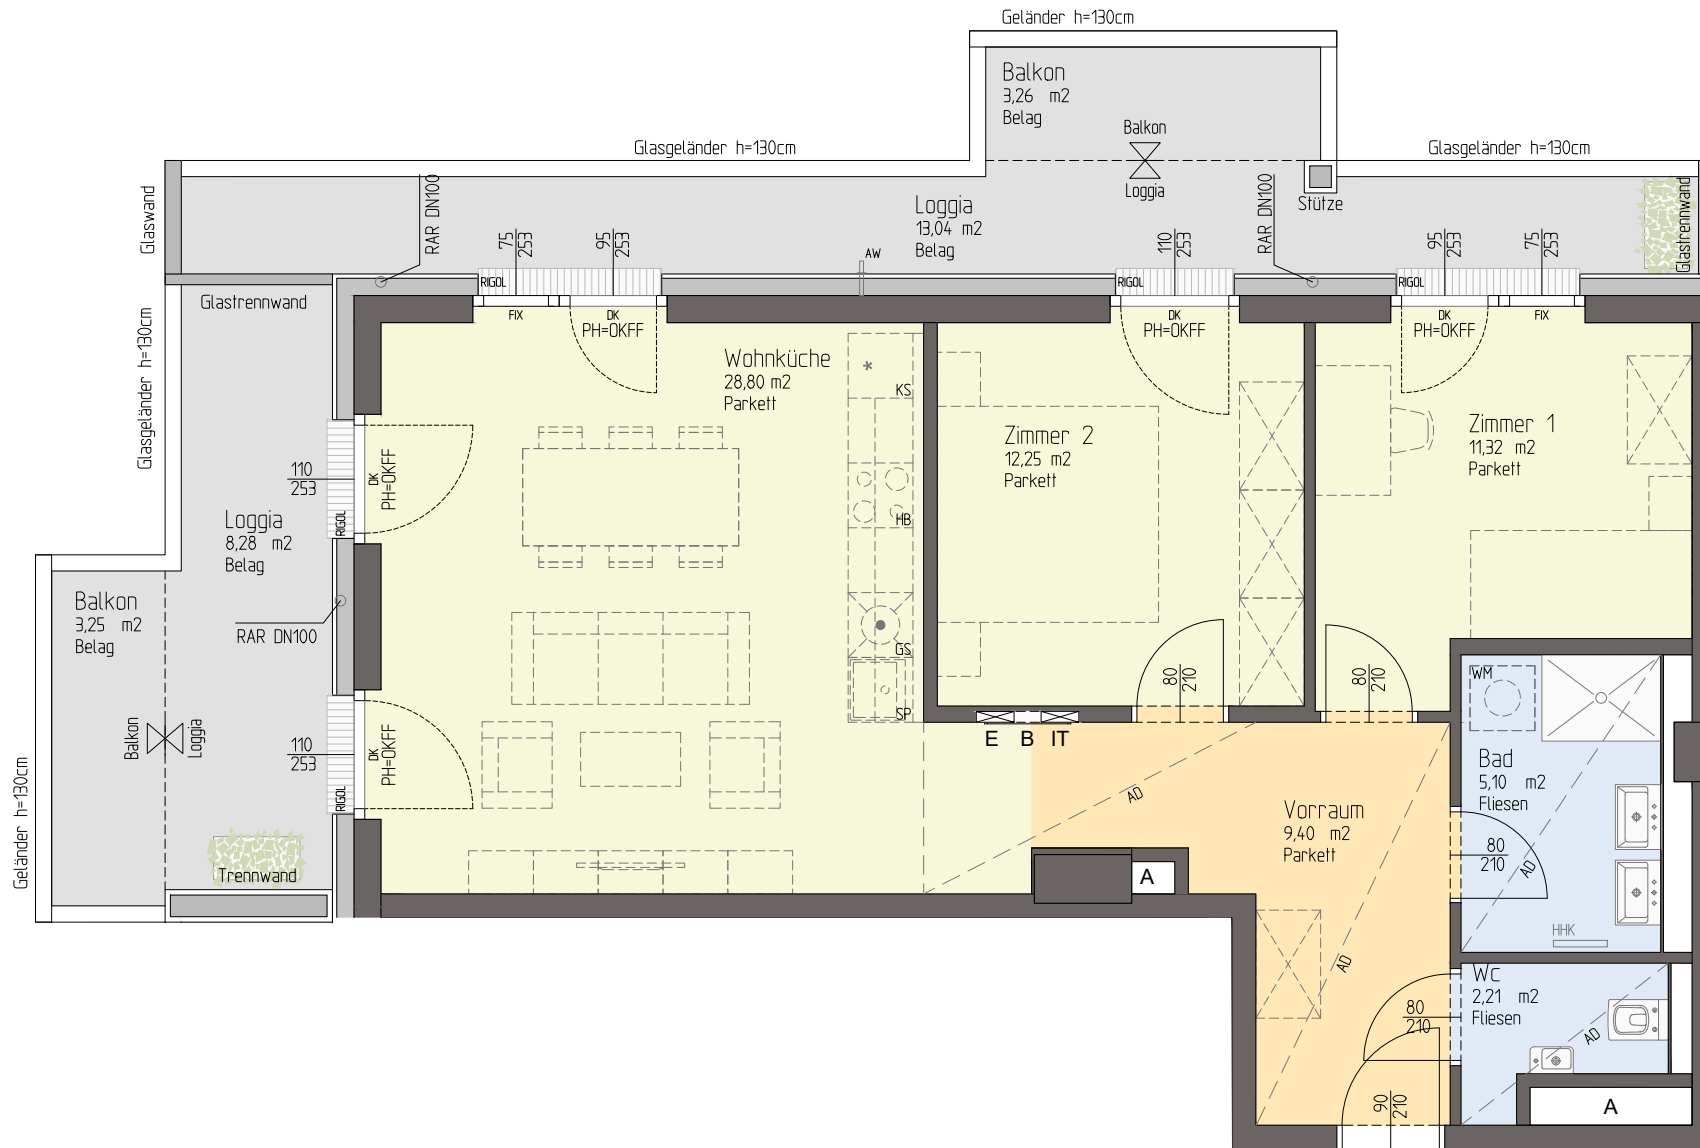 Geländer h=130cm
Balkon
3,26 m2
Belag
Balkon
Loggia
Glasgeländer h=130cm
Glasgeländer h=130cm
Glaswand
RAR DN100
75
253
95
253
Loggia
13,04 m2
Belag
AW
110
253
RAR DN100
Stütze
95
253
75
253
Glastrennwand
RIGOL
RIGOL
RIGOL
Glastrennwand
FIX
DK
PH=OKFF
DK
PH=OKFF
DK
PH=OKFF
FIX
Glasgeländer h=130cm
Wohnküche
28,80 m2
Parkett
*
KS
HB
GS
SP
Zimmer 2
12,25 m2
Parkett
Zimmer 1
11,32 m2
Parkett
110
253
DK
PH=OKFF
RIGOL
Loggia
8,28 m2
Belag
Balkon
3,25 m2
Belag
RAR DN100
80
210
80
210
WM
Balkon
Loggia
110
253
DK
PH=OKFF
RIGOL
E B IT
AD
Bad
5,10 m2
Fliesen
Vorraum
9,40 m2
Parkett
80
210
AD
Geländer h=130cm
Trennwand
A
HHK
AD
Wc
2,21 m2
Fliesen
80
210
AD
90
210
A